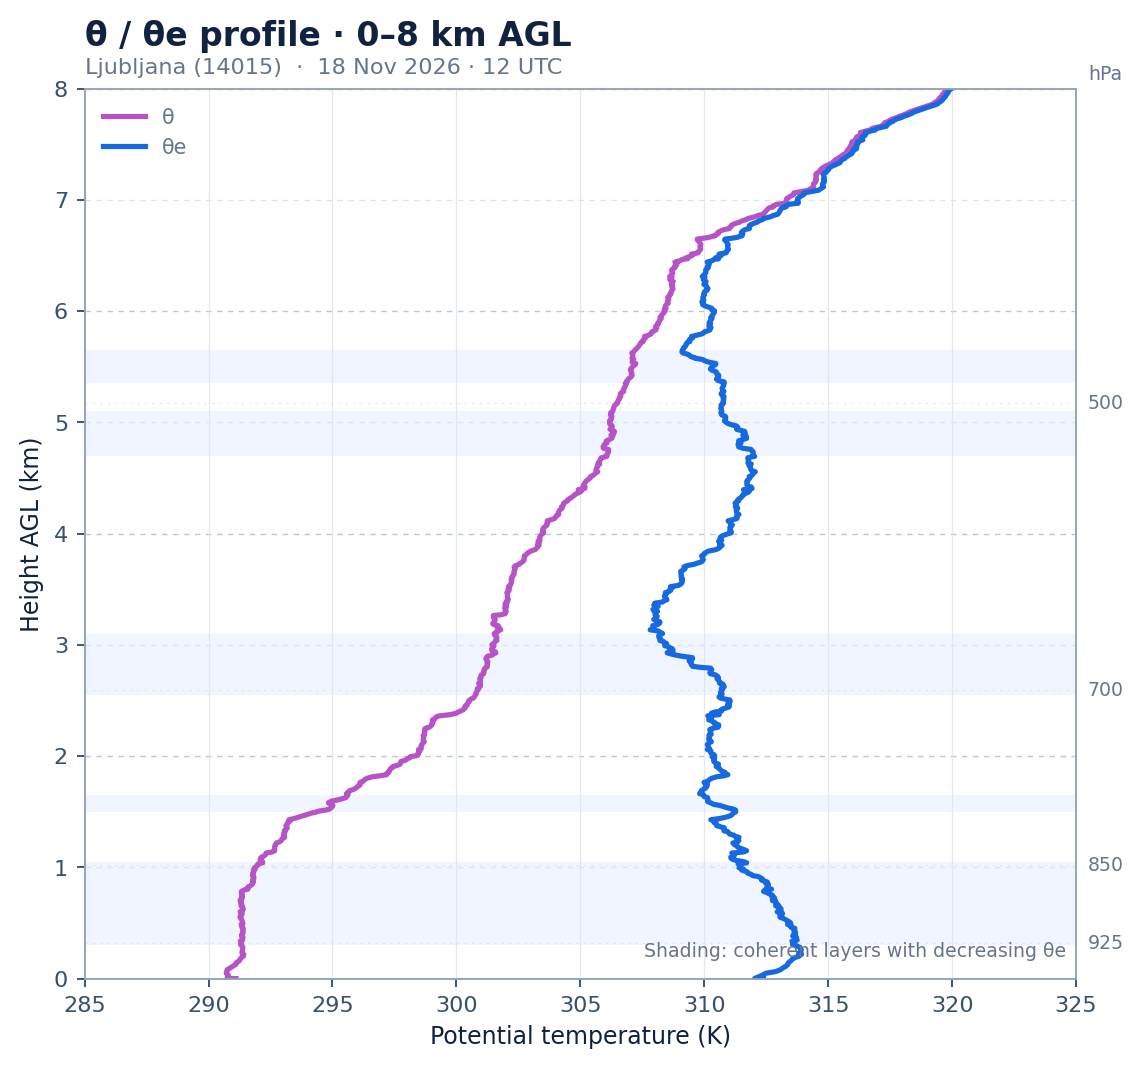 θ / θe profile · 0–8 km AGL
Ljubljana (14015) · 18 Nov 2026 · 12 UTC
hPa
8
θ
θe
7
6
500
5
4
3
700
2
1
850
925
Shading: coherent layers with decreasing θe
0
285 290 295 300 305 310 315 320 325
Potential temperature (K)
Height AGL (km)